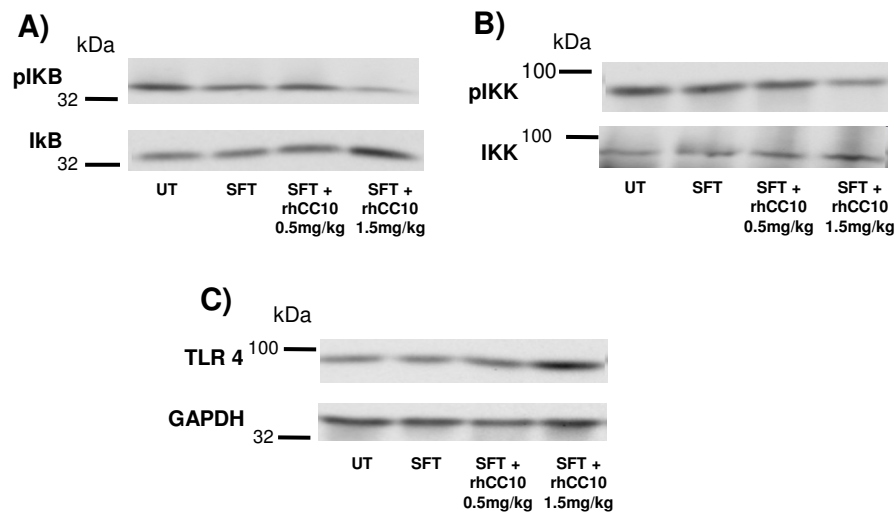 A)
kDa
pIKB
32
IkB
32
UT SFT SFT + rhCC10 0.5mg/kg SFT + rhCC10 1.5mg/kg
B)
kDa
100
pIKK
100
IKK
UT SFT SFT + rhCC10 0.5mg/kg SFT + rhCC10 1.5mg/kg
C)
kDa
100
TLR 4
GAPDH
32
UT SFT SFT + rhCC10 0.5mg/kg SFT + rhCC10 1.5mg/kg